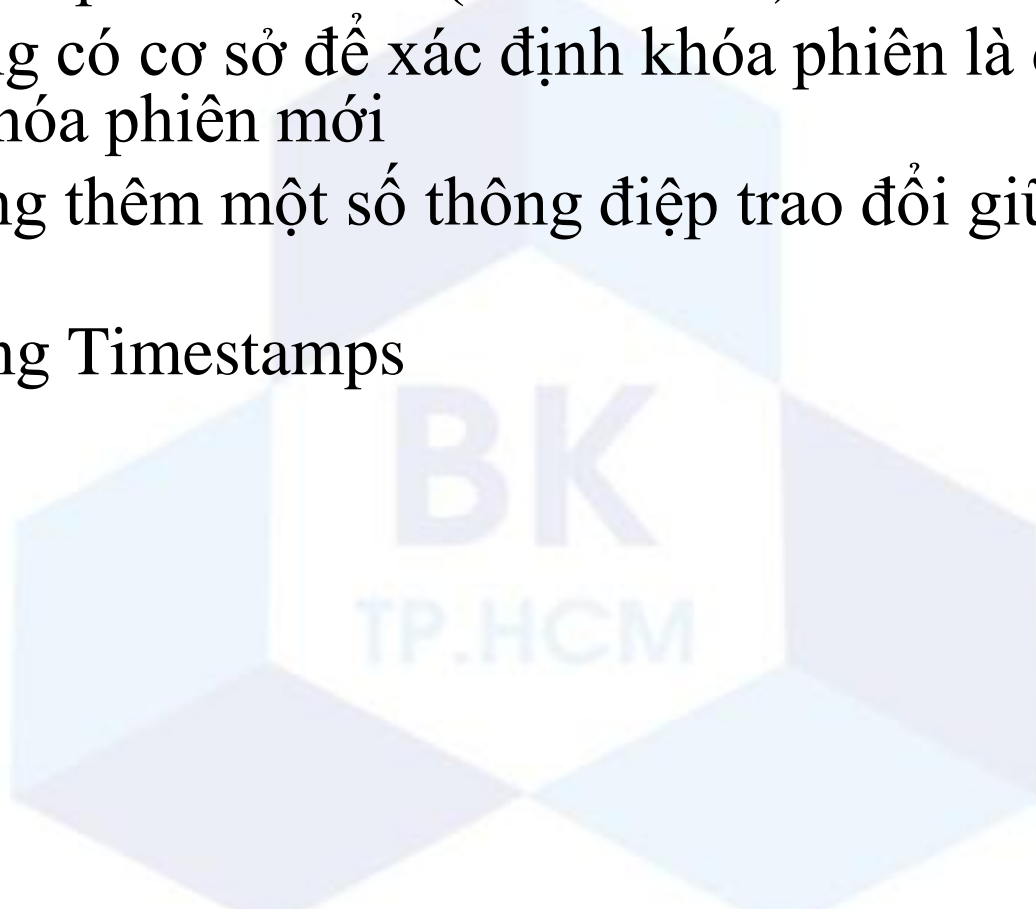 g có cơ sở để xác định khóa phiên là
hóa phiên mới
ng thêm một số thông điệp trao đổi giữ
ng Timestamps
BK
TP.HCM